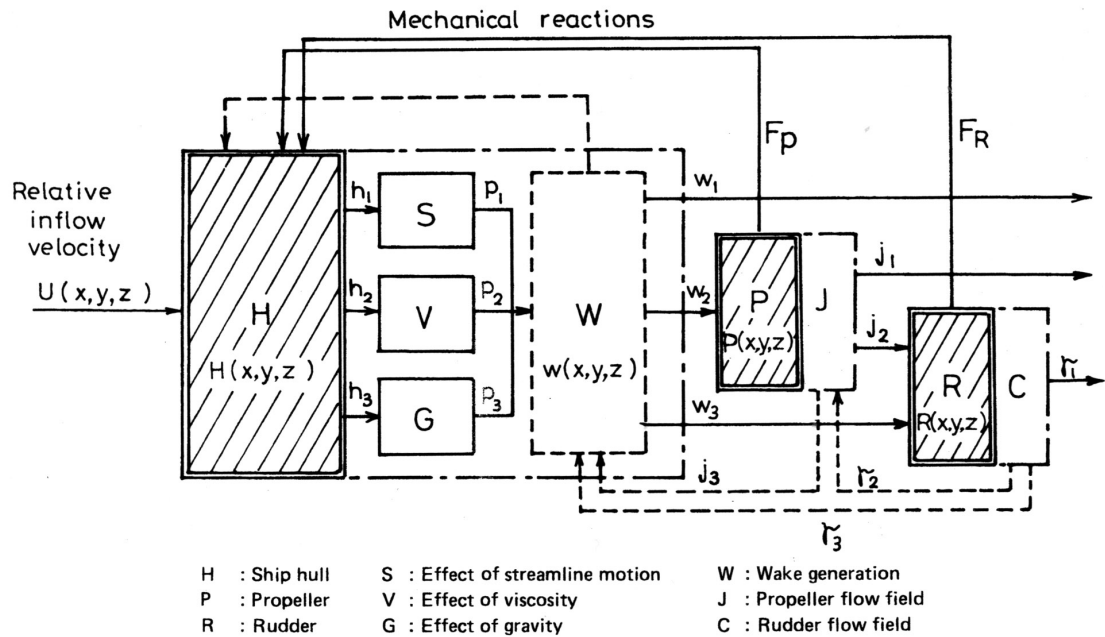 Mechanical reactions
Fp
F_R
Relative
inflow
velocity
U(x,y,z)
h₁
h₂
h₃
S
V
G
p₁
p₂
p₃
H
H(x,y,z)
W
w(x,y,z)
w₁
w₂
w₃
P
P(x,y,z)
J
j₁
j₂
j₃
R
R(x,y,z)
C
r₁
r₂
r₃
H : Ship hull S : Effect of streamline motion W : Wake generation
P : Propeller V : Effect of viscosity J : Propeller flow field
R : Rudder G : Effect of gravity C : Rudder flow field